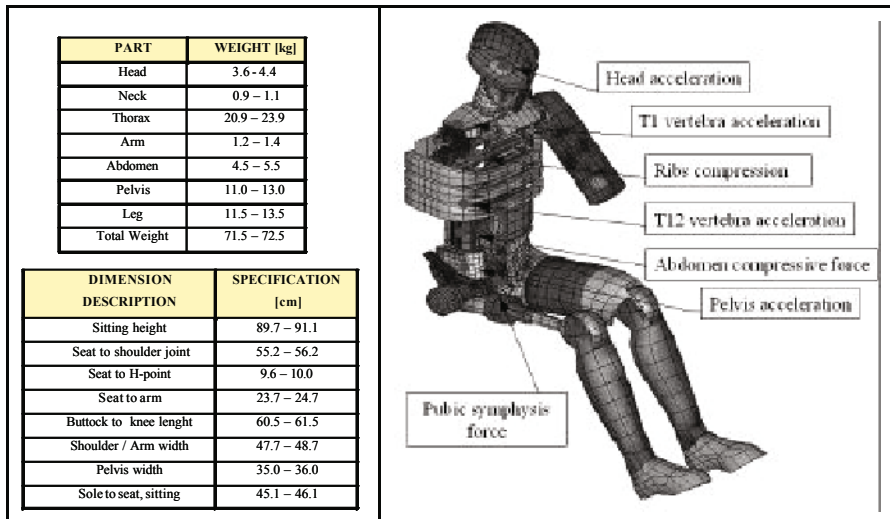 PART WEIGHT [kg]
Head 3.6 - 4.4
Neck 0.9 – 1.1
Thorax 20.9 – 23.9
Arm 1.2 – 1.4
Abdomen 4.5 – 5.5
Pelvis 11.0 – 13.0
Leg 11.5 – 13.5
Total Weight 71.5 – 72.5
DIMENSION SPECIFICATION
DESCRIPTION [cm]
Sitting height 89.7 – 91.1
Seat to shoulder joint 55.2 – 56.2
Seat to H-point 9.6 – 10.0
Seat to arm 23.7 – 24.7
Buttock to knee lenght 60.5 – 61.5
Shoulder / Arm width 47.7 – 48.7
Pelvis width 35.0 – 36.0
Sole to seat, sitting 45.1 – 46.1
Head acceleration
T1 vertebra acceleration
Ribs compression
T12 vertebra acceleration
Abdomen compressive force
Pelvis acceleration
Pubic symphysis
force